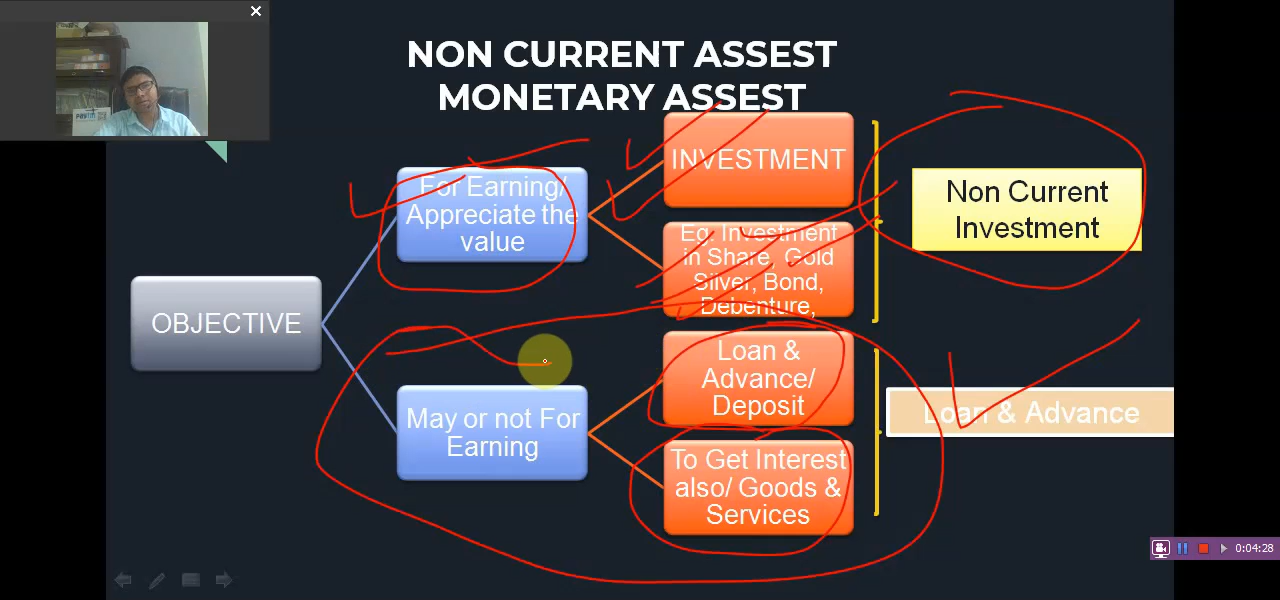 NON CURRENT ASSEST
MONETARY ASSEST
PAYTM
For Earning/
Appreciate the
value
INVESTMENT
Eg. Investment
in Share, Gold
Silver, Bond,
Debenture,
Non Current
Investment
OBJECTIVE
May or not For
Earning
Loan &
Advance/
Deposit
To Get Interest
also/ Goods &
Services
Loan & Advance
0:04:28